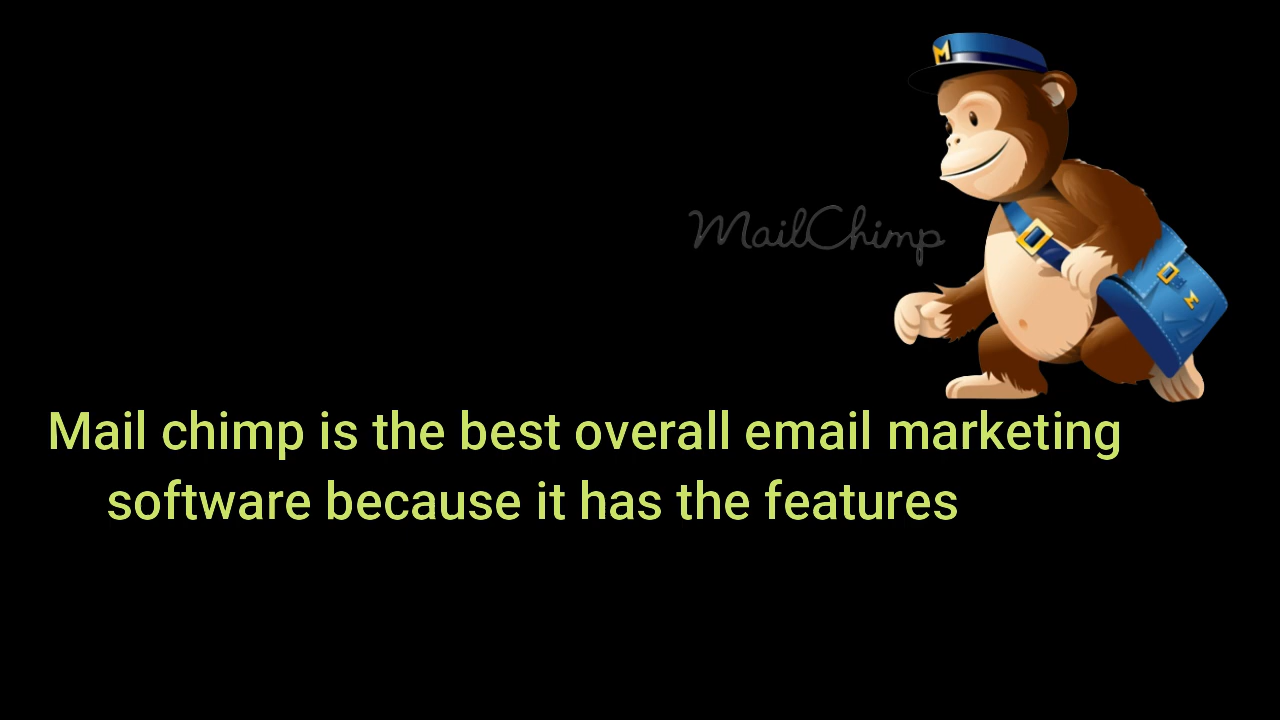 M
MailChimp
M
Mail chimp is the best overall email marketing
software because it has the features